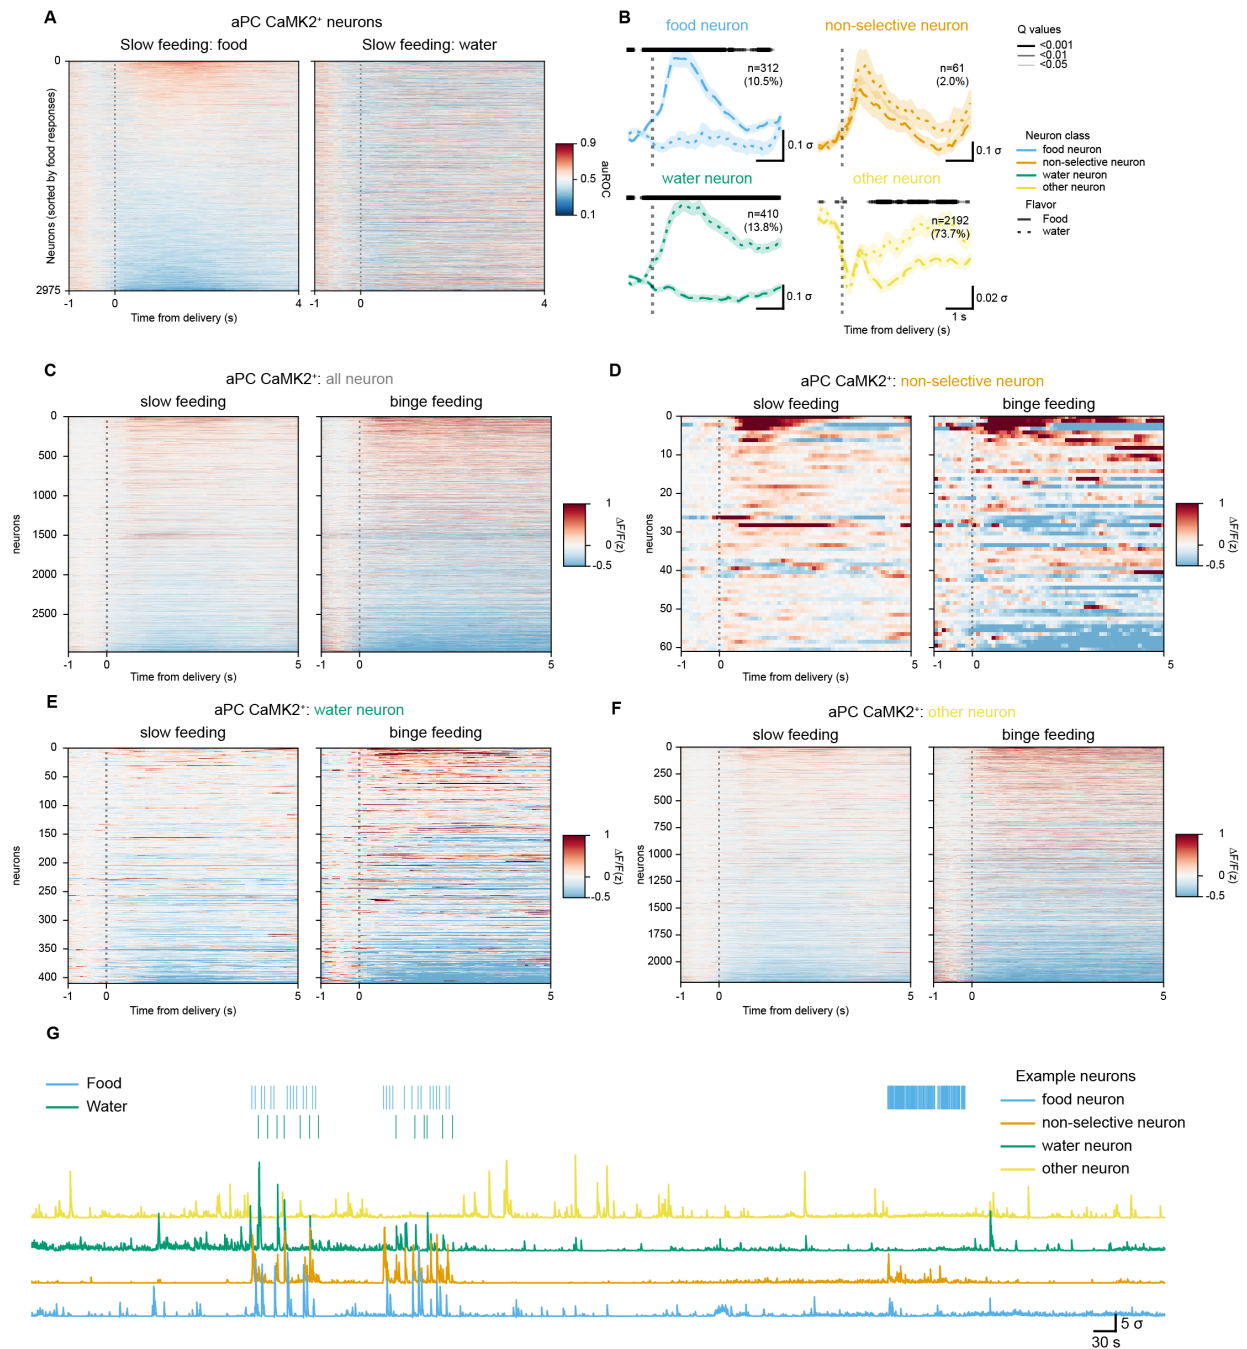 A
aPC CaMK2⁺ neurons
Slow feeding: food
Slow feeding: water
0
2975
Neurons (sorted by food responses)
-1
0
4
-1
0
4
Time from delivery (s)
0.9
0.5
0.1
auROC
B
food neuron
n=312
(10.5%)
0.1 σ
non-selective neuron
n=61
(2.0%)
0.1 σ
water neuron
n=410
(13.8%)
0.1 σ
other neuron
n=2192
(73.7%)
0.02 σ
1 s
Time from delivery (s)
Q values
<0.001
<0.01
<0.05
Neuron class
food neuron
non-selective neuron
water neuron
other neuron
Flavor
Food
water
C
aPC CaMK2⁺: all neuron
slow feeding
binge feeding
0
500
1000
1500
2000
2500
neurons
-1
0
5
-1
0
5
Time from delivery (s)
1
0
-0.5
ΔF/F(z)
D
aPC CaMK2⁺: non-selective neuron
slow feeding
binge feeding
0
10
20
30
40
50
60
neurons
-1
0
5
-1
0
5
Time from delivery (s)
1
0
-0.5
ΔF/F(z)
E
aPC CaMK2⁺: water neuron
slow feeding
binge feeding
0
50
100
150
200
250
300
350
400
neurons
-1
0
5
-1
0
5
Time from delivery (s)
1
0
-0.5
ΔF/F(z)
F
aPC CaMK2⁺: other neuron
slow feeding
binge feeding
0
250
500
750
1000
1250
1500
1750
2000
neurons
-1
0
5
-1
0
5
Time from delivery (s)
1
0
-0.5
ΔF/F(z)
G
Food
Water
Example neurons
food neuron
non-selective neuron
water neuron
other neuron
5 σ
30 s